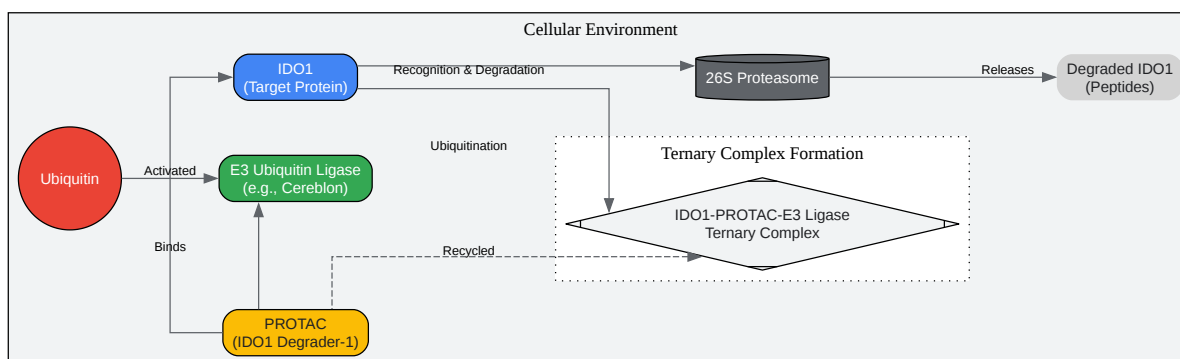 Cellular Environment
IDO1
(Target Protein)
Recognition & Degradation
26S Proteasome
Releases
Degraded IDO1
(Peptides)
Ubiquitination
Ternary Complex Formation
Ubiquitin
Activated
E3 Ubiquitin Ligase
(e.g., Cereblon)
IDO1-PROTAC-E3 Ligase
Ternary Complex
Binds
Recycled
PROTAC
(IDO1 Degrader-1)